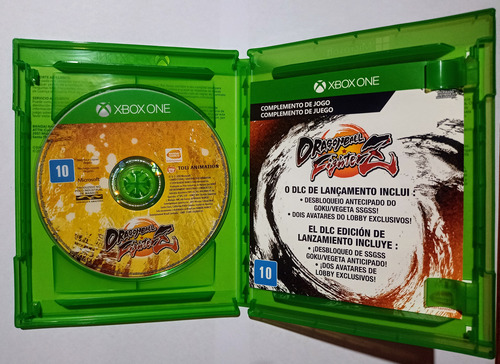 XBOX ONE
10
Microsoft
BANDAI NAMCO
TOEI ANIMATION
DRAGONBALL
FighterZ
XBOX ONE
COMPLEMENTO DE JOGO
COMPLEMENTO DE JUEGO
DRAGONBALL
FighterZ
O DLC DE LANÇAMENTO INCLUI :
• DESBLOQUEIO ANTECIPADO DO
GOKU/VEGETA SSGSS!
• DOIS AVATARES DO LOBBY EXCLUSIVOS!
EL DLC EDICIÓN DE
LANZAMIENTO INCLUYE :
• ¡DESBLOQUEO DE SSGSS
GOKU/VEGETA ANTICIPADO!
• ¡DOS AVATARES DE
LOBBY EXCLUSIVOS!
10